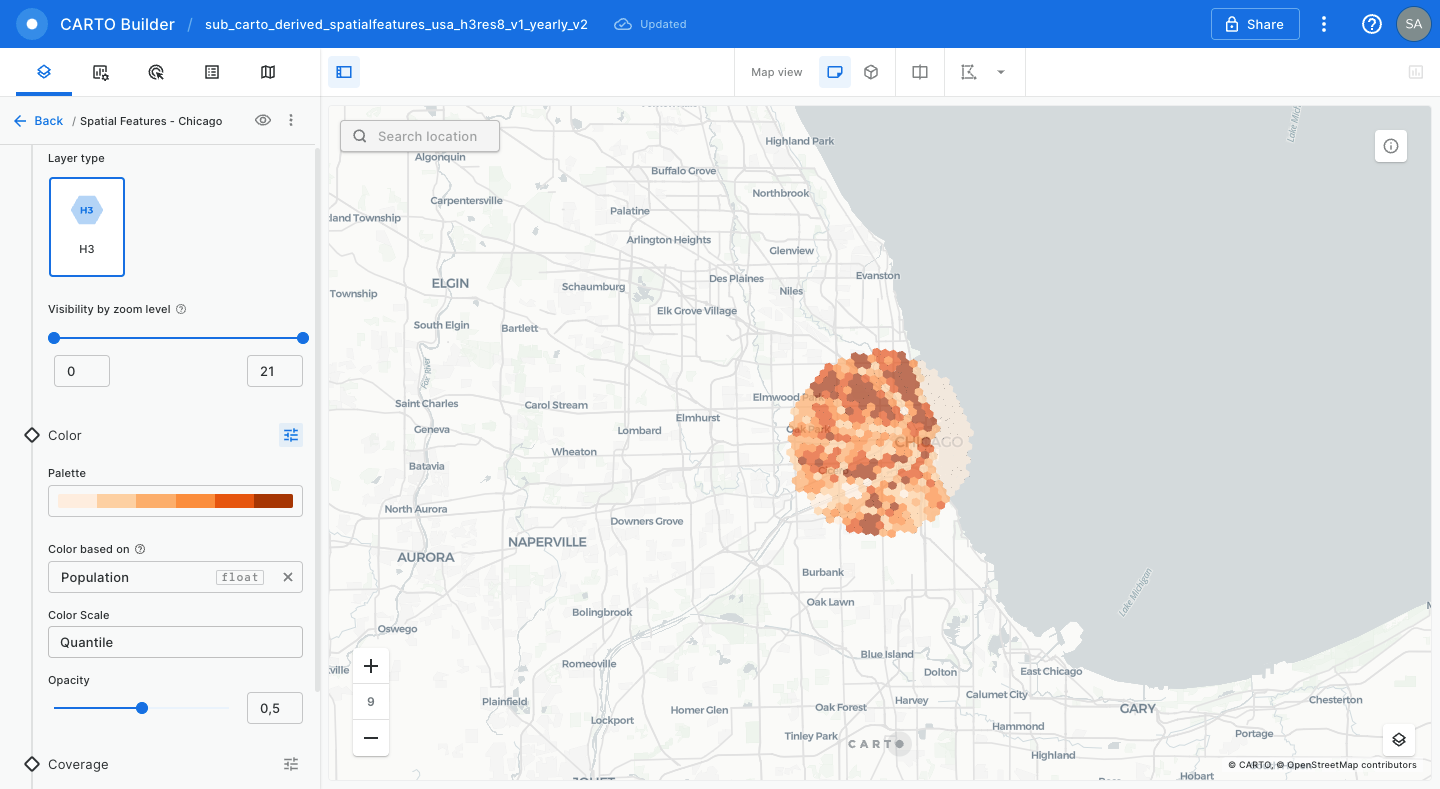 CARTO Builder / sub_carto_derived_spatialfeatures_usa_h3res8_v1_yearly_v2 Updated Share SA
Map view
Back / Spatial Features - Chicago
Layer type
H3
H3
Visibility by zoom level
0 21
Color
Palette
Color based on
Population float
Color Scale
Quantile
Opacity
0,5
Coverage
Search location
Highland Park
Lake Mic
Algonquin
Buffalo Grove
Carpentersville
Northbrook
Palatine
land Township
Arlington Heights
Glenview
Des Plaines
Evanston
ELGIN
Schaumburg
Niles
Township
Elk Grove Village
South Elgin
Bartlett
Fox River
Elmwood Park
Saint Charles
Carol Stream
Elmhurst
Geneva
Lombard
Oak Park
CHICAGO
Wheaton
Batavia
North Aurora
Downers Grove
NAPERVILLE
AURORA
Burbank
Lake Michigan
Oak Lawn
Bolingbrook
Oswego
Blue Island
Romeoville
ville
Dolton
East Chicago
Calumet City
Plainfield
Harvey
Chesterton
Homer Glen
Oak Forest
GARY
Lockport
Hammond
Tinley Park
Portage
CARTO
Highland
Hobart
JOLIET
9
© CARTO, © OpenStreetMap contributors